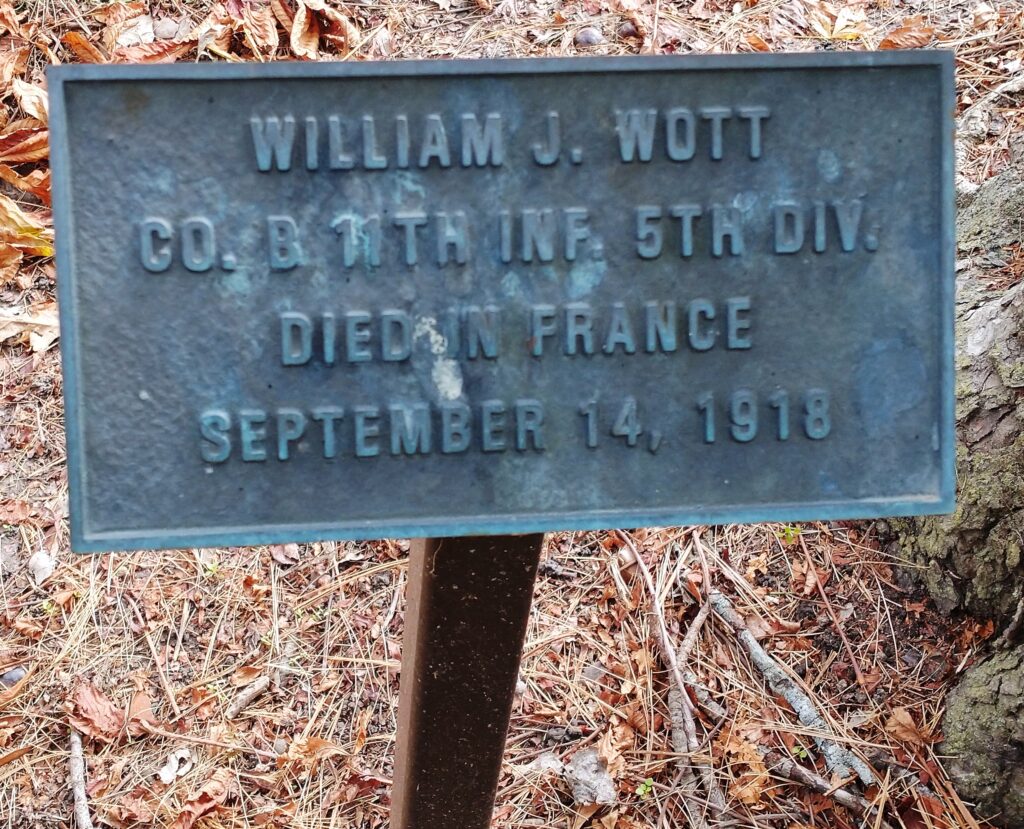 WILLIAM J. WOTT
CO. B 11TH INF. 5TH DIV.
DIED IN FRANCE
SEPTEMBER 14, 1918